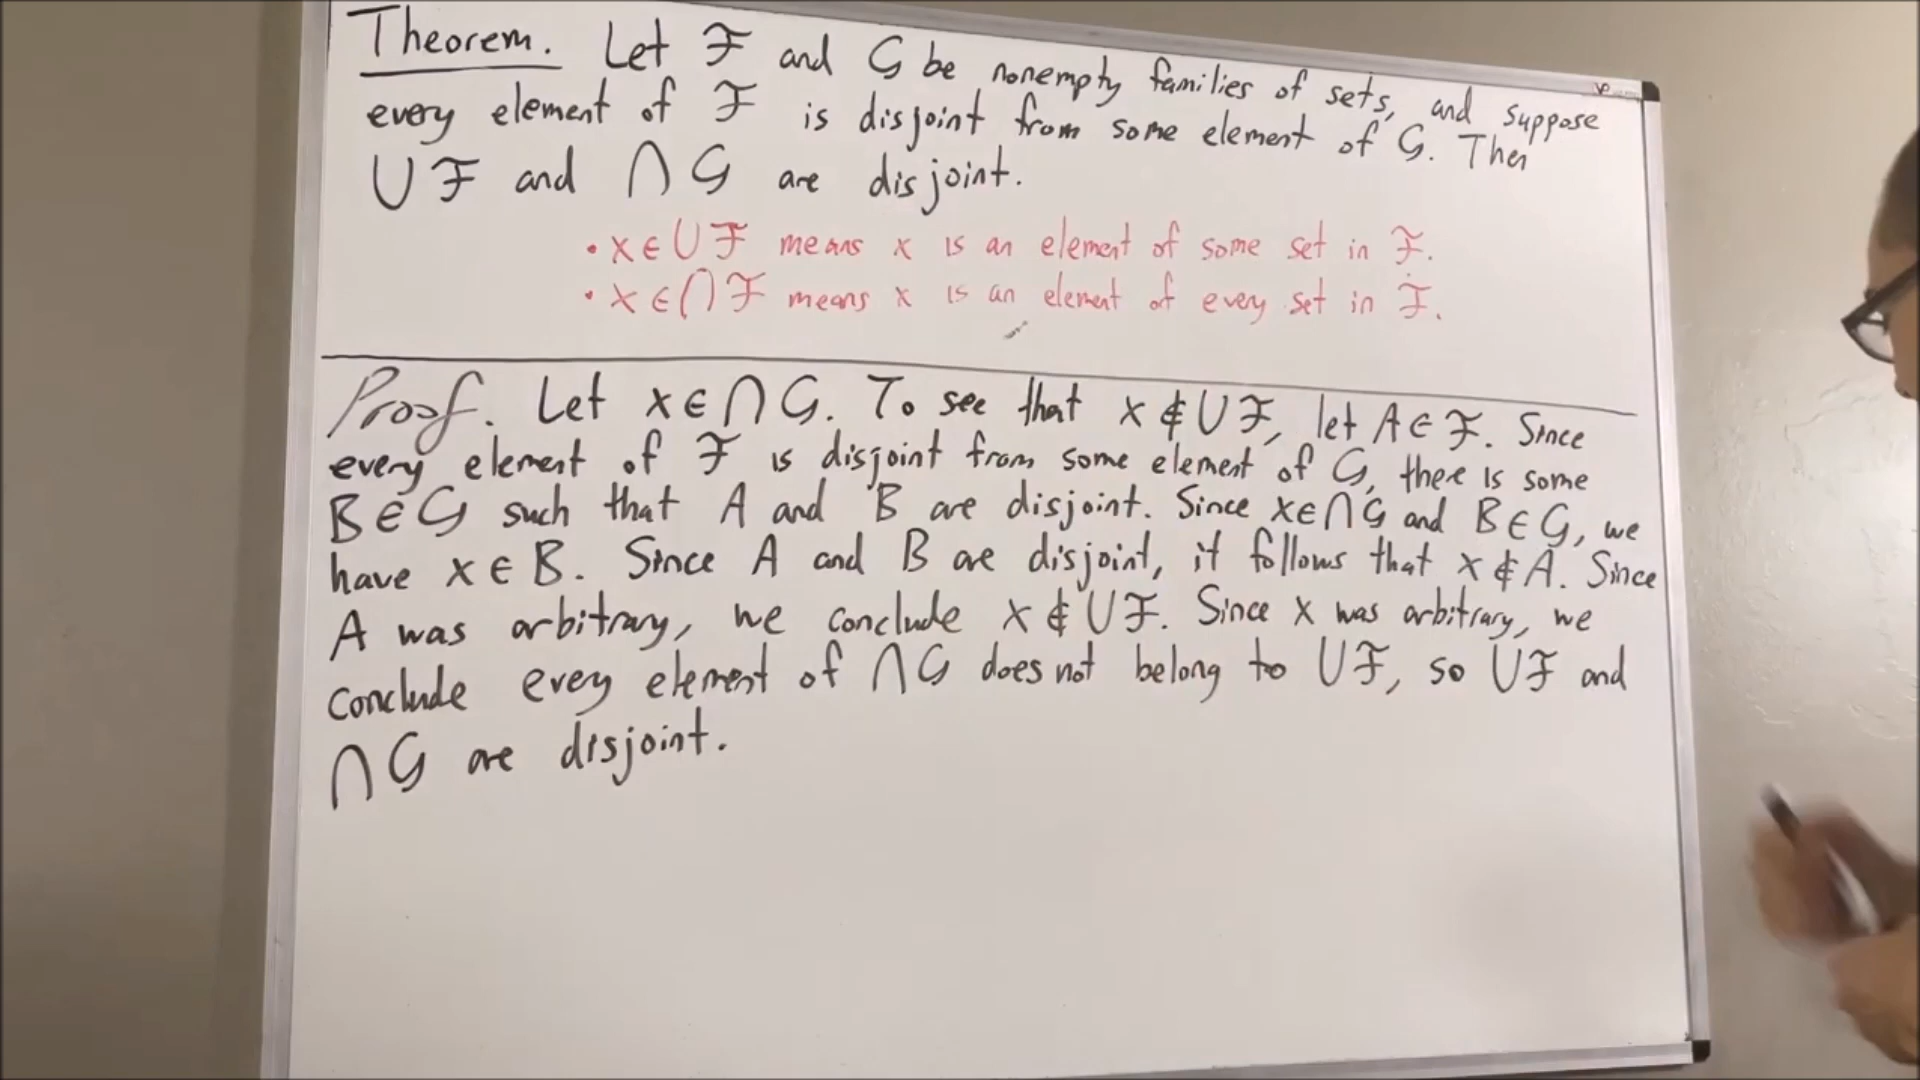 Theorem. Let ℱ and 𝒢 be nonempty families of sets, and suppose
every element of ℱ is disjoint from some element of 𝒢. Then
⋃ℱ and ⋂𝒢 are disjoint.
• x∈⋃ℱ means x is an element of some set in ℱ.
• x∈⋂ℱ means x is an element of every set in ℱ.
Proof. Let x∈⋂𝒢. To see that x∉⋃ℱ, let A∈ℱ. Since
every element of ℱ is disjoint from some element of 𝒢, there is some
B∈𝒢 such that A and B are disjoint. Since x∈⋂𝒢 and B∈𝒢, we
have x∈B. Since A and B are disjoint, it follows that x∉A. Since
A was arbitrary, we conclude x∉⋃ℱ. Since x was arbitrary, we
conclude every element of ⋂𝒢 does not belong to ⋃ℱ, so ⋃ℱ and
⋂𝒢 are disjoint.